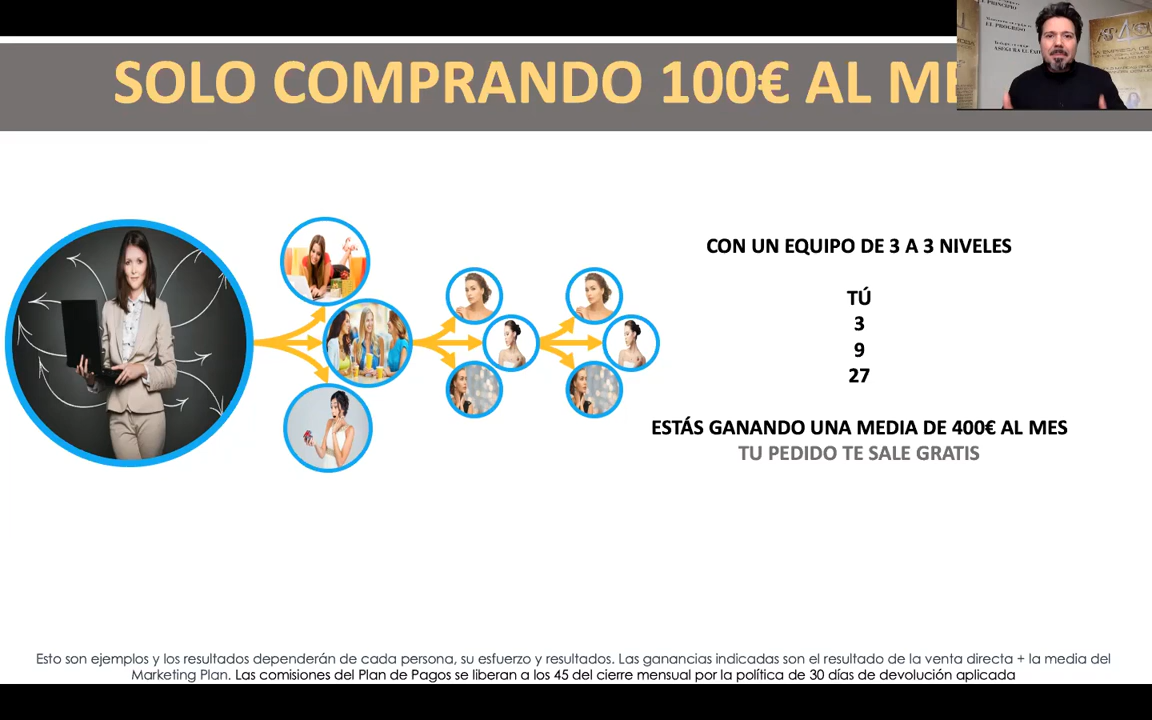 SOLO COMPRANDO 100€ AL ME
EL PRINCIPIO
EL PROGRESO
CON UN EQUIPO DE 3 A 3 NIVELES
TÚ
3
9
27
ESTÁS GANANDO UNA MEDIA DE 400€ AL MES
TU PEDIDO TE SALE GRATIS
Esto son ejemplos y los resultados dependerán de cada persona, su esfuerzo y resultados. Las ganancias indicadas son el resultado de la venta directa + la media del
Marketing Plan. Las comisiones del Plan de Pagos se liberan a los 45 del cierre mensual por la política de 30 días de devolución aplicada